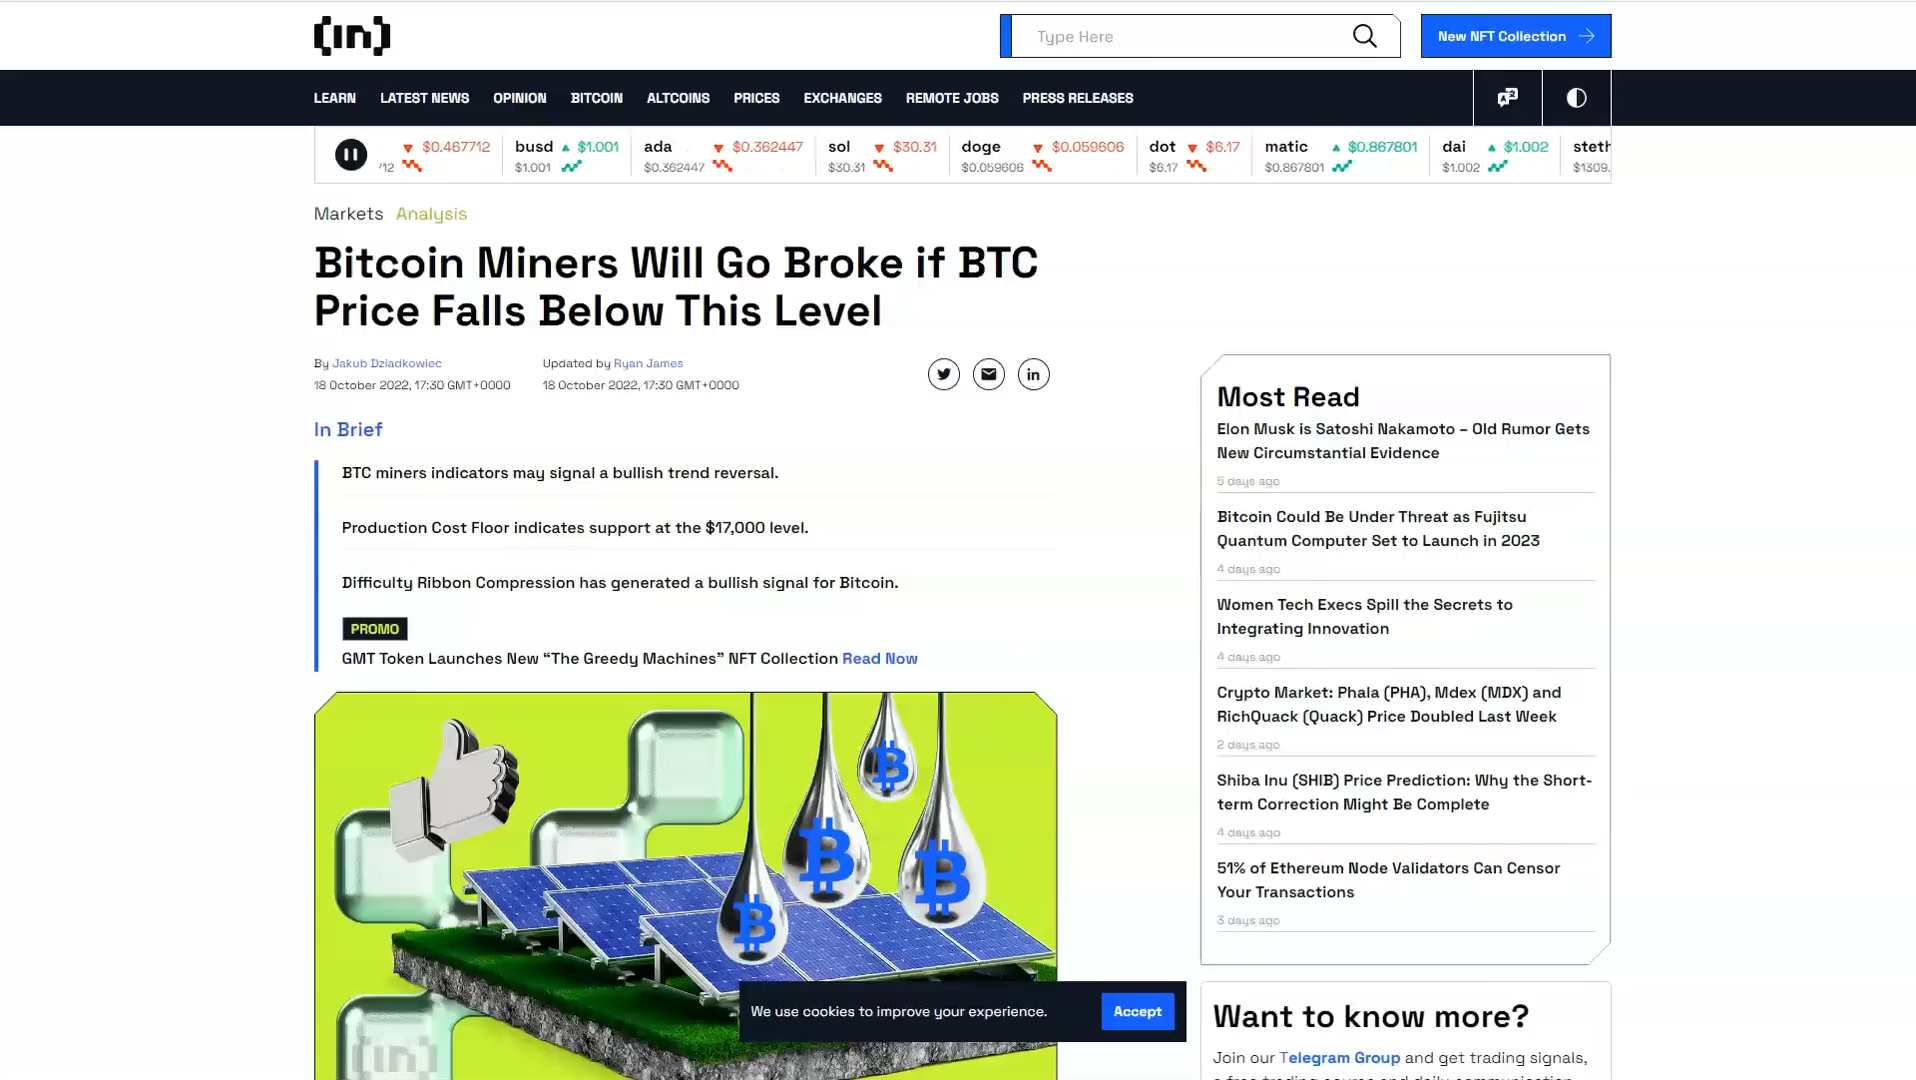 [in]
Type Here
New NFT Collection
LEARN LATEST NEWS OPINION BITCOIN ALTCOINS PRICES EXCHANGES REMOTE JOBS PRESS RELEASES
$0.467712 busd $1.001 ada $0.362447 sol $30.31 doge $0.059606 dot $6.17 matic $0.867801 dai $1.002 steth
712 $1.001 $0.362447 $30.31 $0.059606 $6.17 $0.867801 $1.002 $1309.
Markets Analysis
Bitcoin Miners Will Go Broke if BTC
Price Falls Below This Level
By Jakub Dziadkowiec Updated by Ryan James
18 October 2022, 17:30 GMT+0000 18 October 2022, 17:30 GMT+0000
In Brief
BTC miners indicators may signal a bullish trend reversal.
Production Cost Floor indicates support at the $17,000 level.
Difficulty Ribbon Compression has generated a bullish signal for Bitcoin.
PROMO
GMT Token Launches New “The Greedy Machines” NFT Collection Read Now
[in]
We use cookies to improve your experience. Accept
Most Read
Elon Musk is Satoshi Nakamoto – Old Rumor Gets
New Circumstantial Evidence
5 days ago
Bitcoin Could Be Under Threat as Fujitsu
Quantum Computer Set to Launch in 2023
4 days ago
Women Tech Execs Spill the Secrets to
Integrating Innovation
4 days ago
Crypto Market: Phala (PHA), Mdex (MDX) and
RichQuack (Quack) Price Doubled Last Week
2 days ago
Shiba Inu (SHIB) Price Prediction: Why the Short-
term Correction Might Be Complete
4 days ago
51% of Ethereum Node Validators Can Censor
Your Transactions
3 days ago
Want to know more?
Join our Telegram Group and get trading signals,